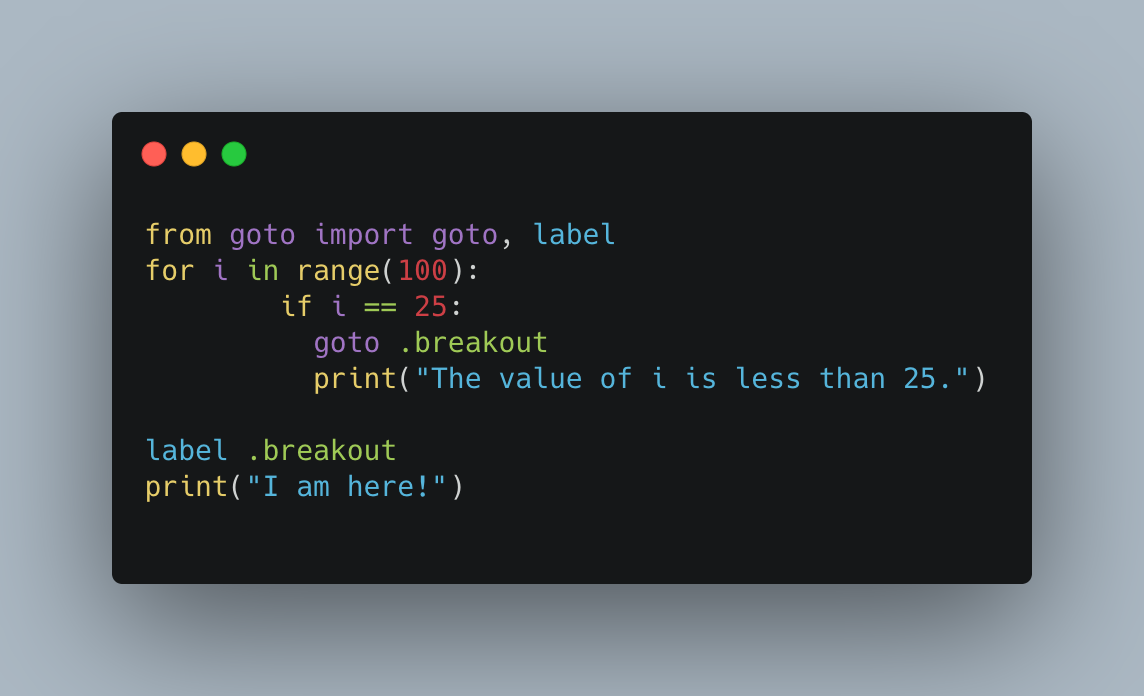 from goto import goto, label
for i in range(100):
        if i == 25:
          goto .breakout
          print("The value of i is less than 25.")

label .breakout
print("I am here!")